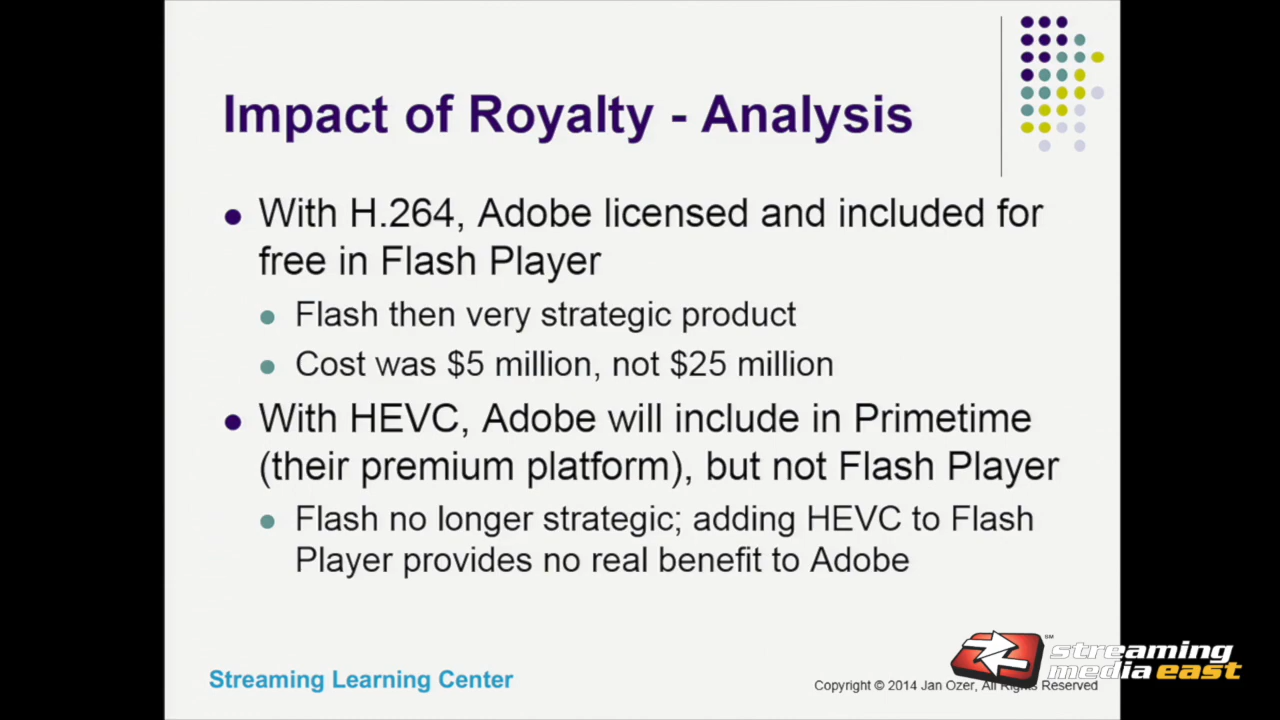 Impact of Royalty - Analysis
With H.264, Adobe licensed and included for
free in Flash Player
Flash then very strategic product
Cost was $5 million, not $25 million
With HEVC, Adobe will include in Primetime
(their premium platform), but not Flash Player
Flash no longer strategic; adding HEVC to Flash
Player provides no real benefit to Adobe
Streaming Learning Center
Copyright © 2014 Jan Ozer, All Rights Reserved
SM
streaming
media east